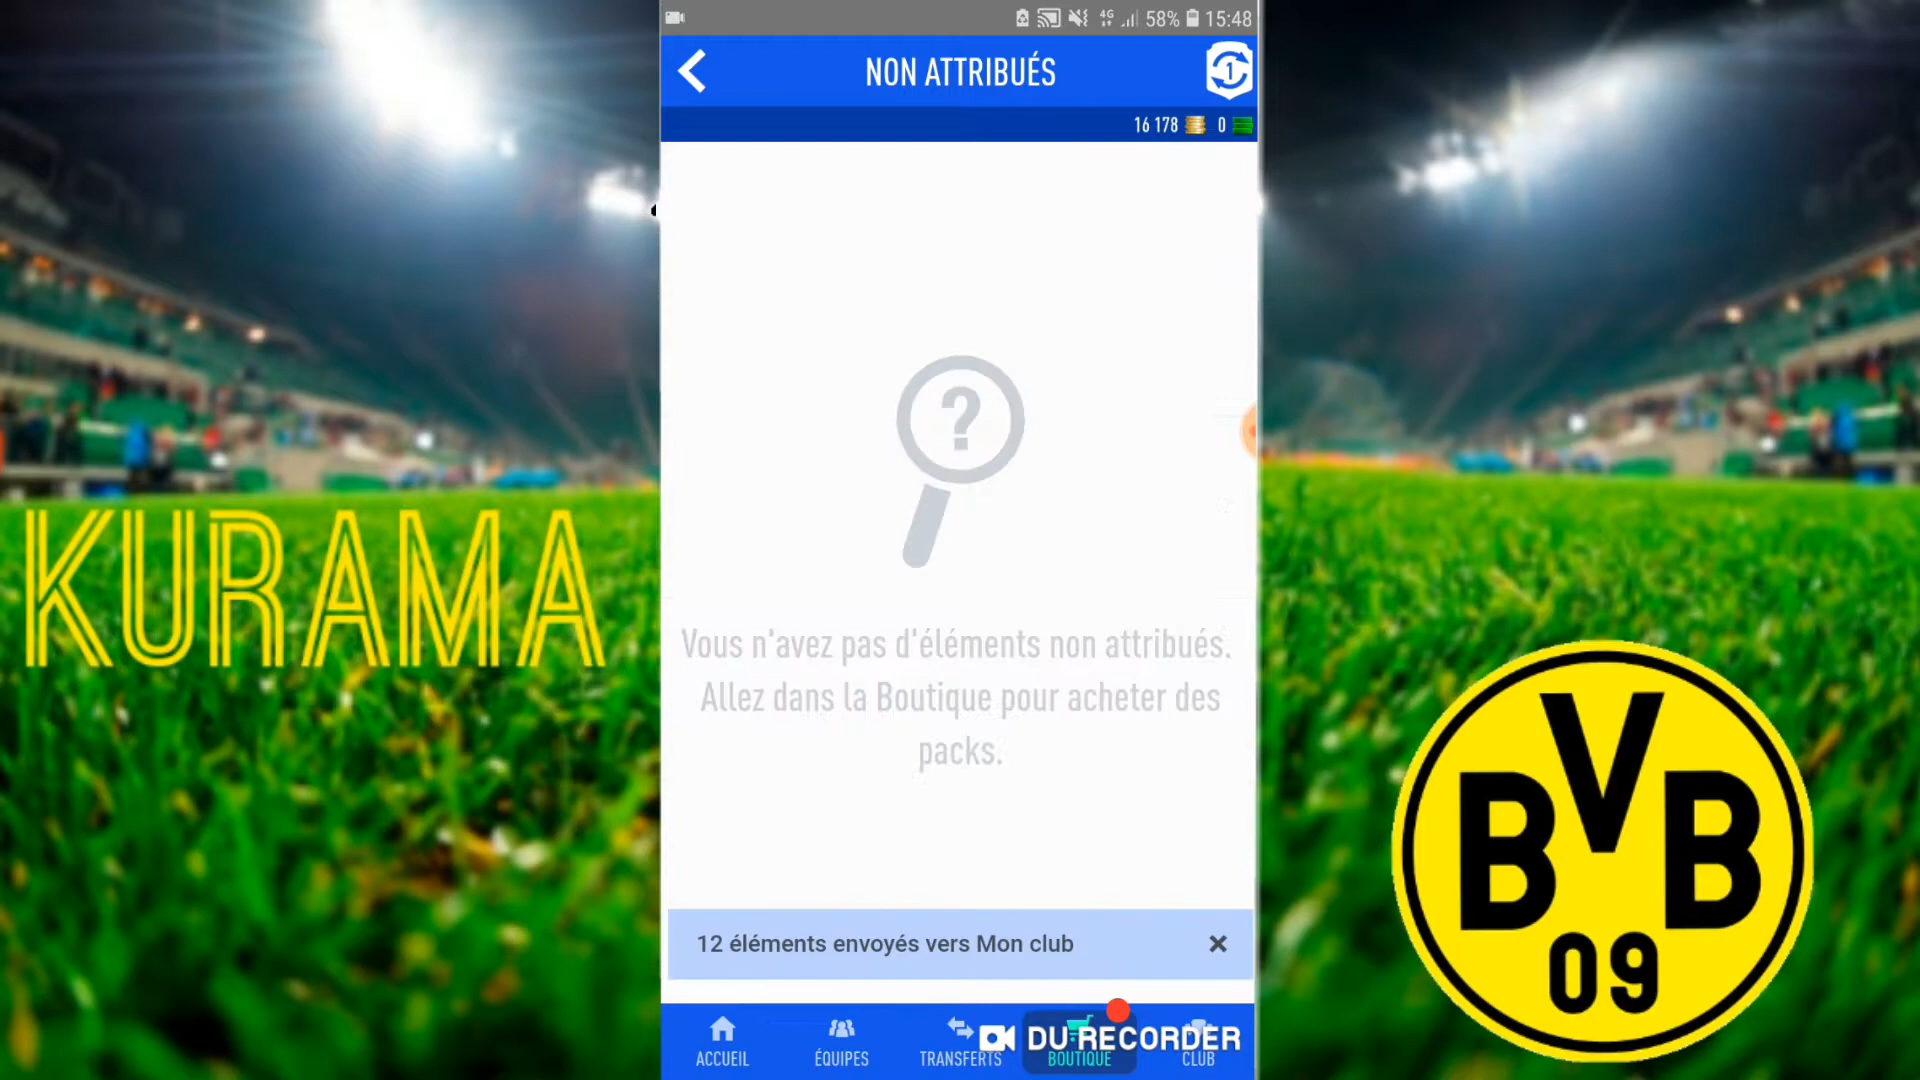 4G 58% 15:48
NON ATTRIBUÉS
1
16 178 0
?
KURAMA
Vous n'avez pas d'éléments non attribués.
Allez dans la Boutique pour acheter des
packs.
BVB
09
12 éléments envoyés vers Mon club
DU RECORDER
ACCUEIL ÉQUIPES TRANSFERTS BOUTIQUE CLUB